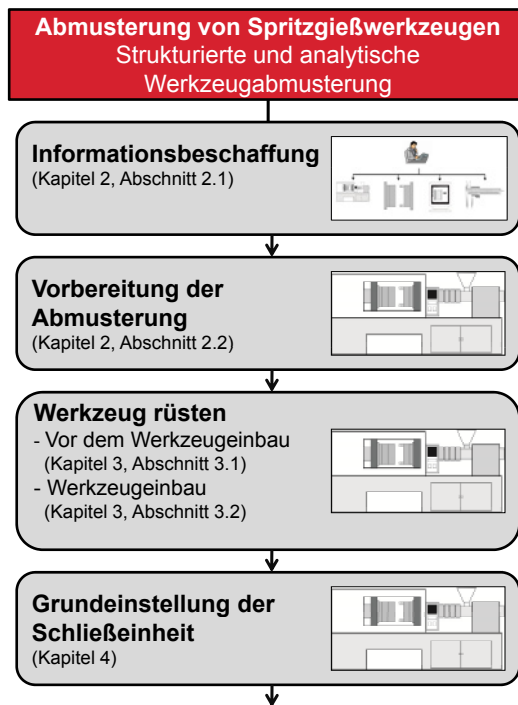 Abmusterung von Spritzgießwerkzeugen
Strukturierte und analytische
Werkzeugabmusterung
Informationsbeschaffung
(Kapitel 2, Abschnitt 2.1)
Vorbereitung der
Abmusterung
(Kapitel 2, Abschnitt 2.2)
Werkzeug rüsten
- Vor dem Werkzeugeinbau
(Kapitel 3, Abschnitt 3.1)
- Werkzeugeinbau
(Kapitel 3, Abschnitt 3.2)
Grundeinstellung der
Schließeinheit
(Kapitel 4)